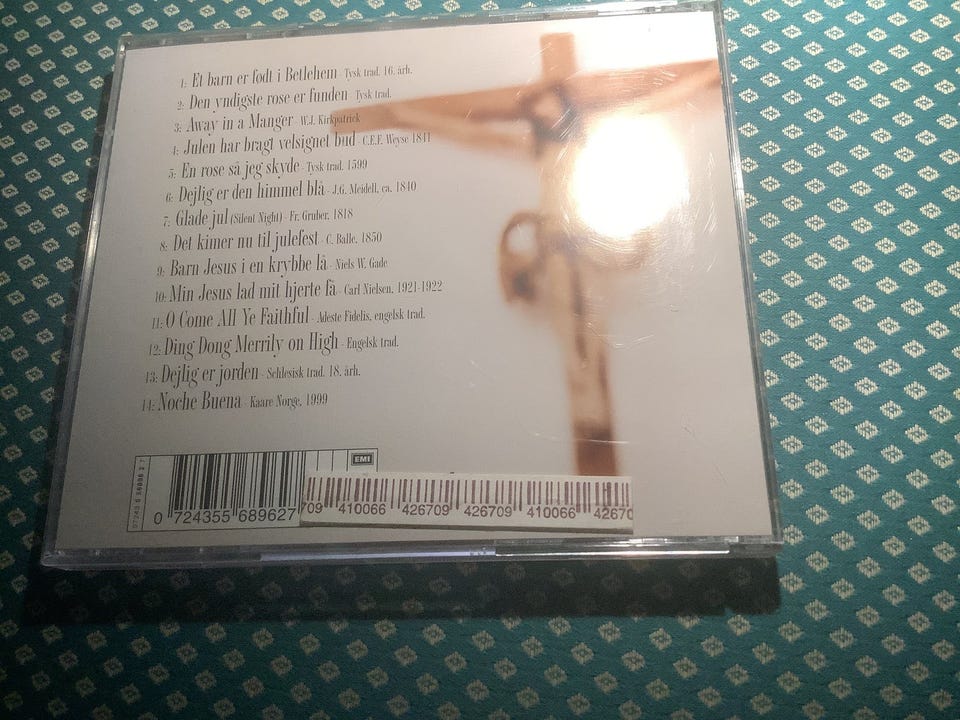 1: Et barn er født i Betlehem - Tysk trad. 16. årh.
2: Den yndigste rose er funden - Tysk trad.
3: Away in a Manger - W.J. Kirkpatrick
4: Julen har bragt velsignet bud - C.E.F. Weyse 1841
5: En rose så jeg skyde - Tysk trad. 1599
6: Dejlig er den himmel blå - J.G. Meidell, ca. 1840
7: Glade jul (Silent Night) - Fr. Gruber, 1818
8: Det kimer nu til julefest - C. Balle, 1850
9: Barn Jesus i en krybbe lå - Niels W. Gade
10: Min Jesus lad mit hjerte få - Carl Nielsen, 1921-1922
11: O Come All Ye Faithful - Adeste Fidelis, engelsk trad.
12: Ding Dong Merrily on High - Engelsk trad.
13: Dejlig er jorden - Schlesisk trad. 18. årh.
14: Noche Buena - Kaare Norge, 1999
EMI
0 724355 689627
709 410066 426709 426709 410066 42670